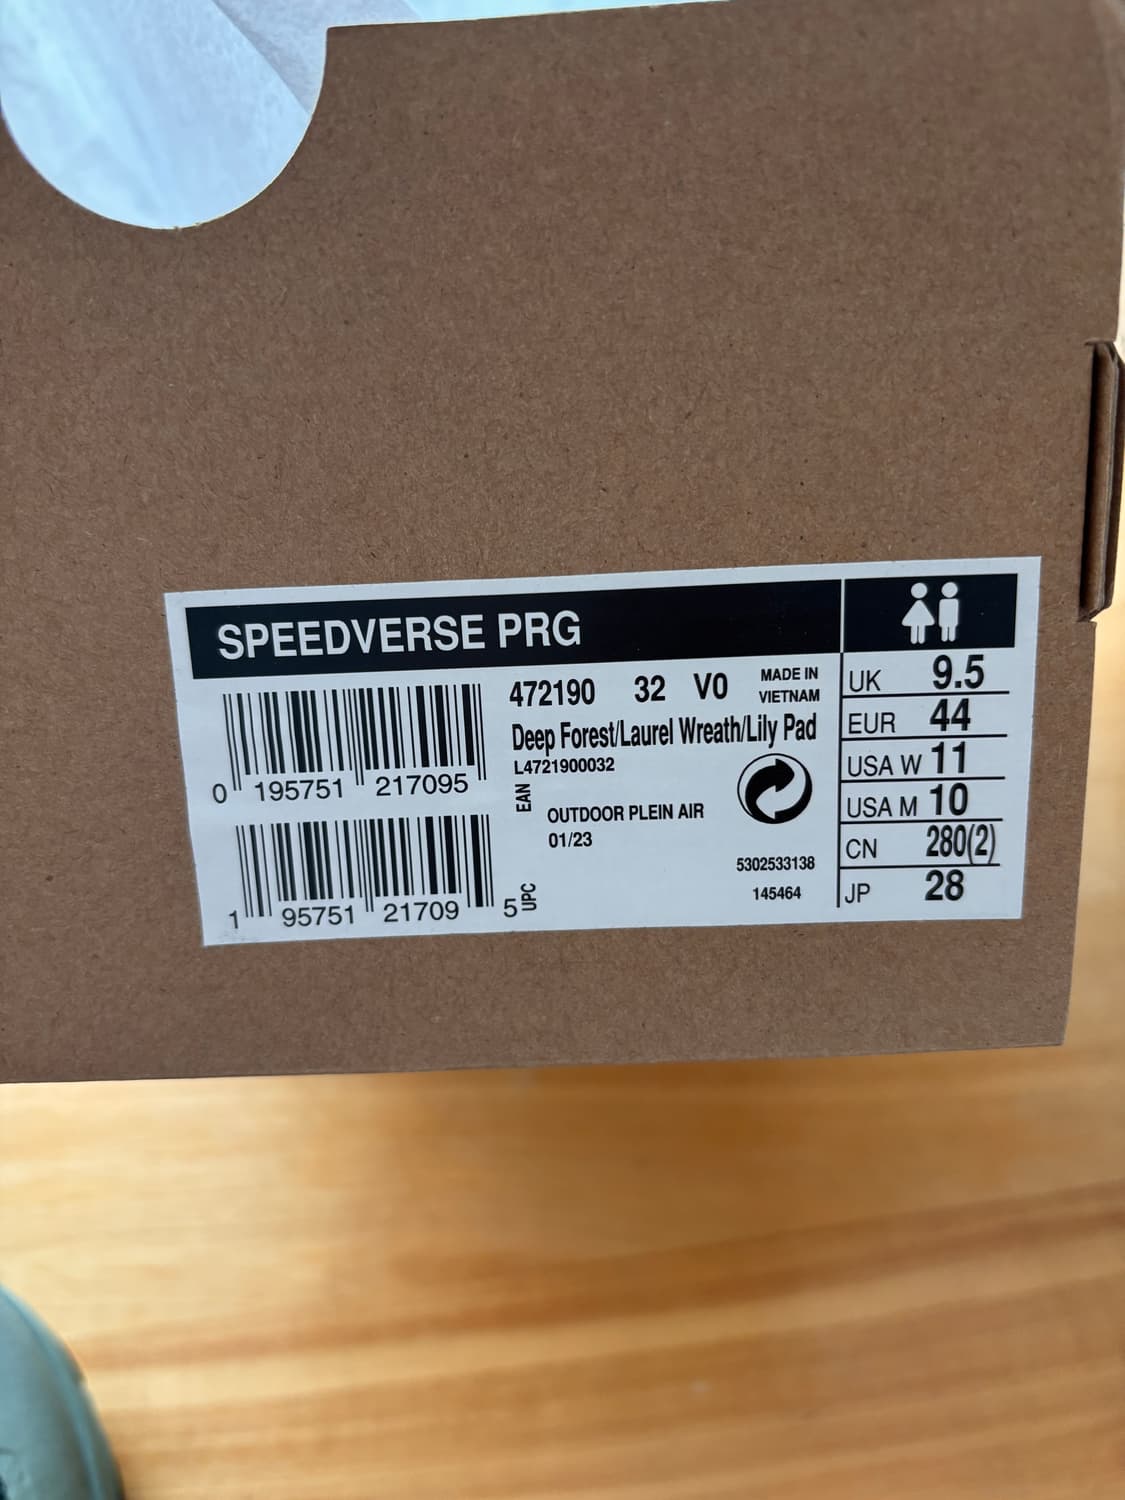 SPEEDVERSE PRG
0 195751 217095
EAN
1 95751 21709 5
UPC
472190 32 V0
MADE IN
VIETNAM
Deep Forest/Laurel Wreath/Lily Pad
L4721900032
OUTDOOR PLEIN AIR
01/23
5302533138
145464
UK 9.5
EUR 44
USA W 11
USA M 10
CN 280(2)
JP 28